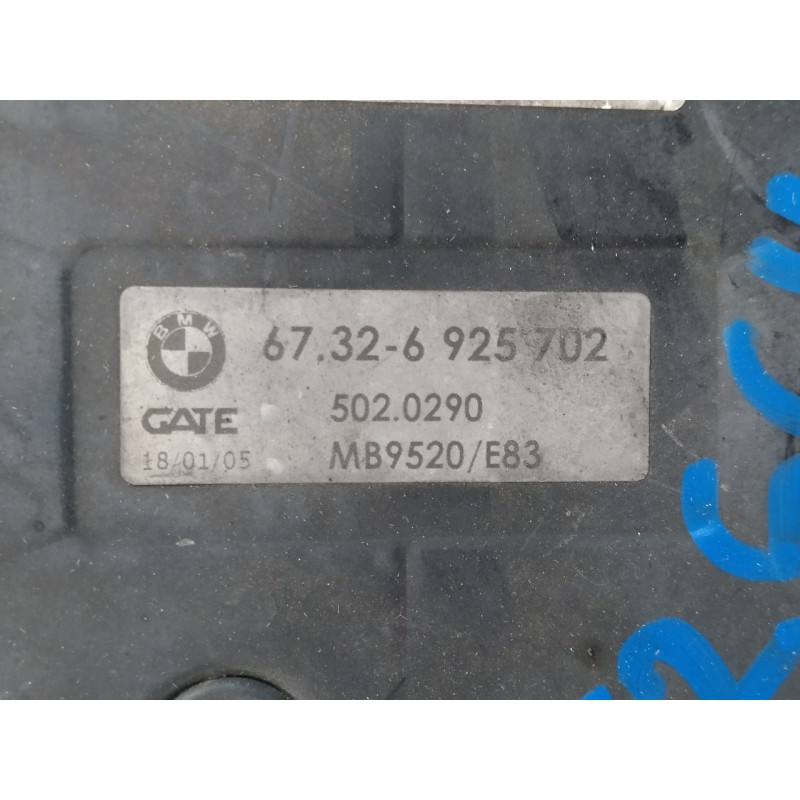 BMW
67.32-6 925 702
GATE
502.0290
18/01/05
MB9520/E83